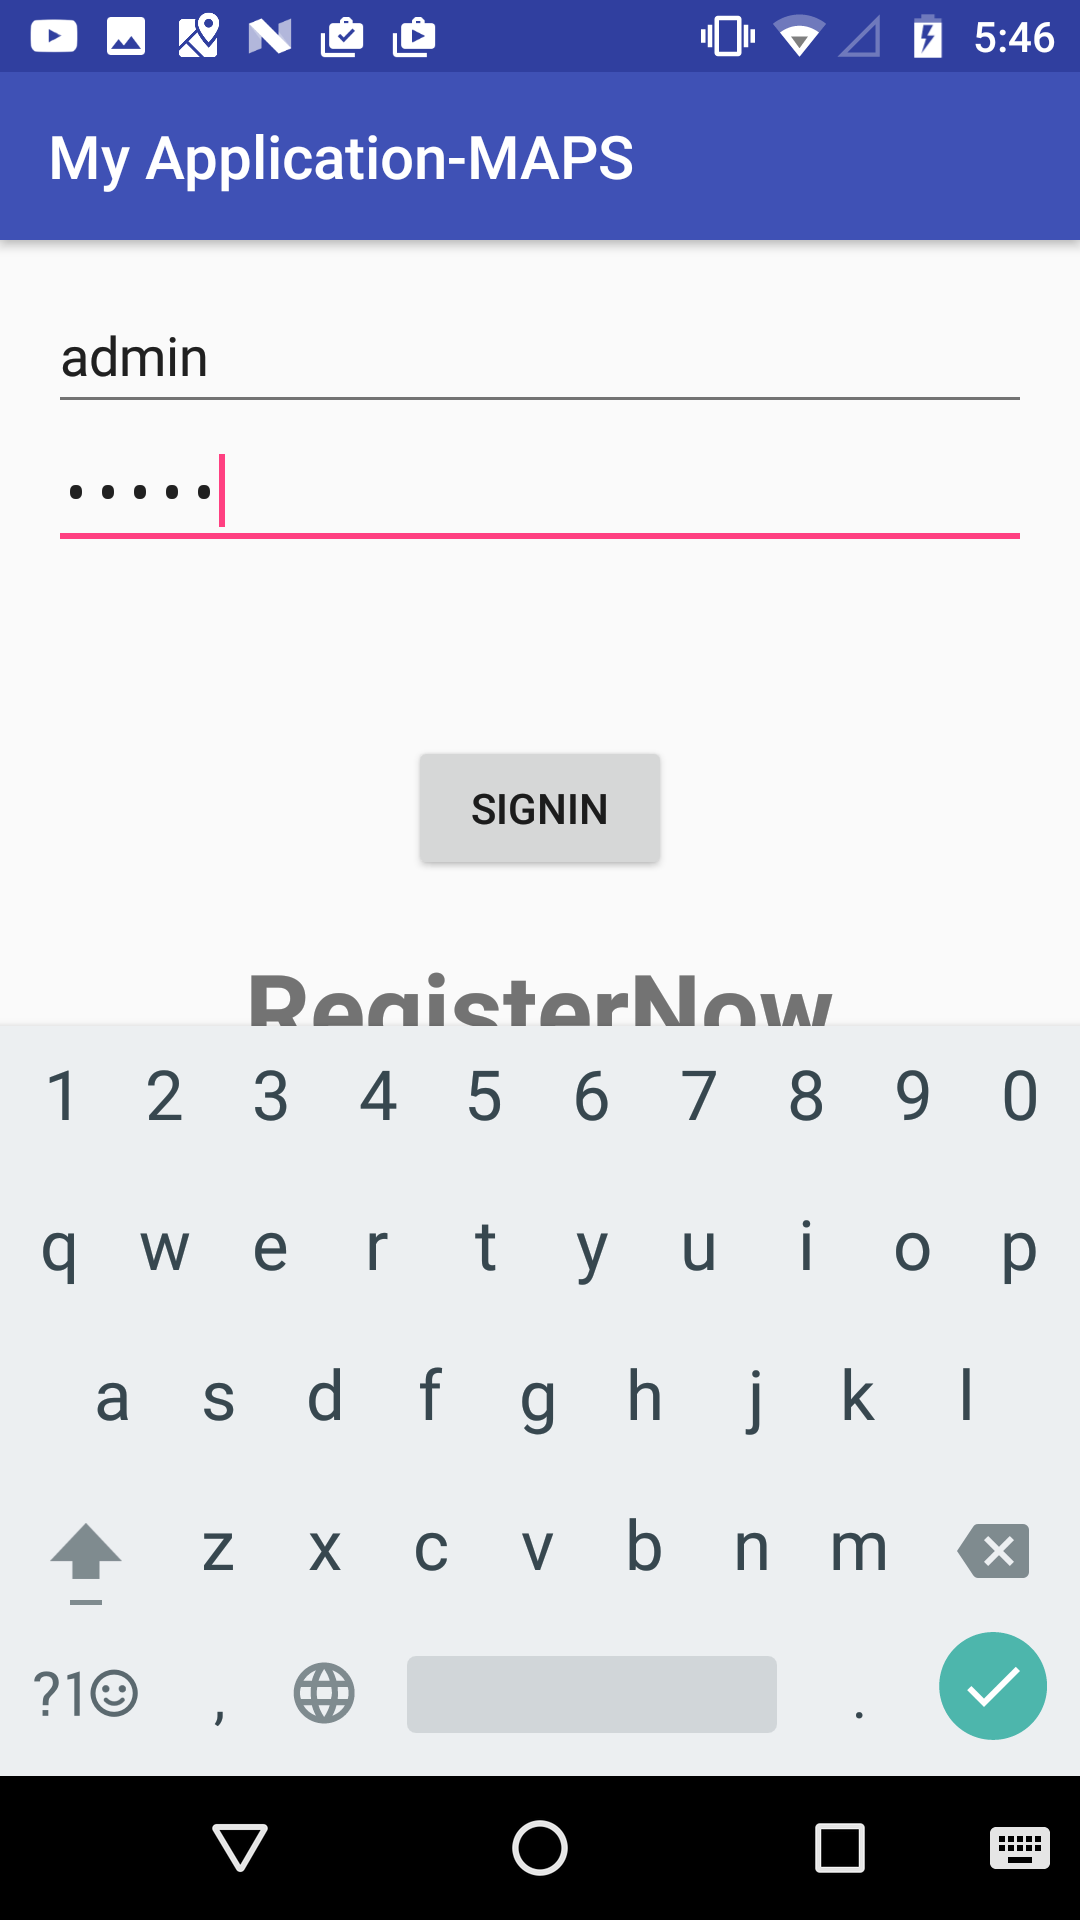 5:46
My Application-MAPS
admin
•••••
SIGNIN
RegisterNow
1 2 3 4 5 6 7 8 9 0
q w e r t y u i o p
a s d f g h j k l
z x c v b n m
?1☺ , .